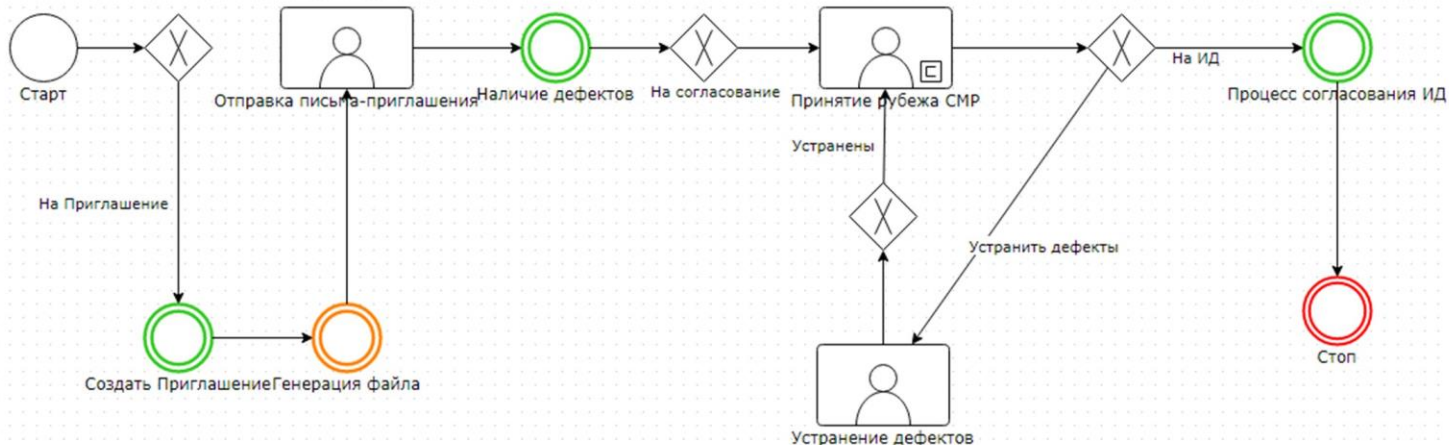 Старт
Отправка письма-приглашения
Наличие дефектов
На согласование
Принятие рубежа СМР
На ИД
Процесс согласования ИД
Устранены
На Приглашение
Устранить дефекты
Создать Приглашение
Генерация файла
Стоп
Устранение дефектов